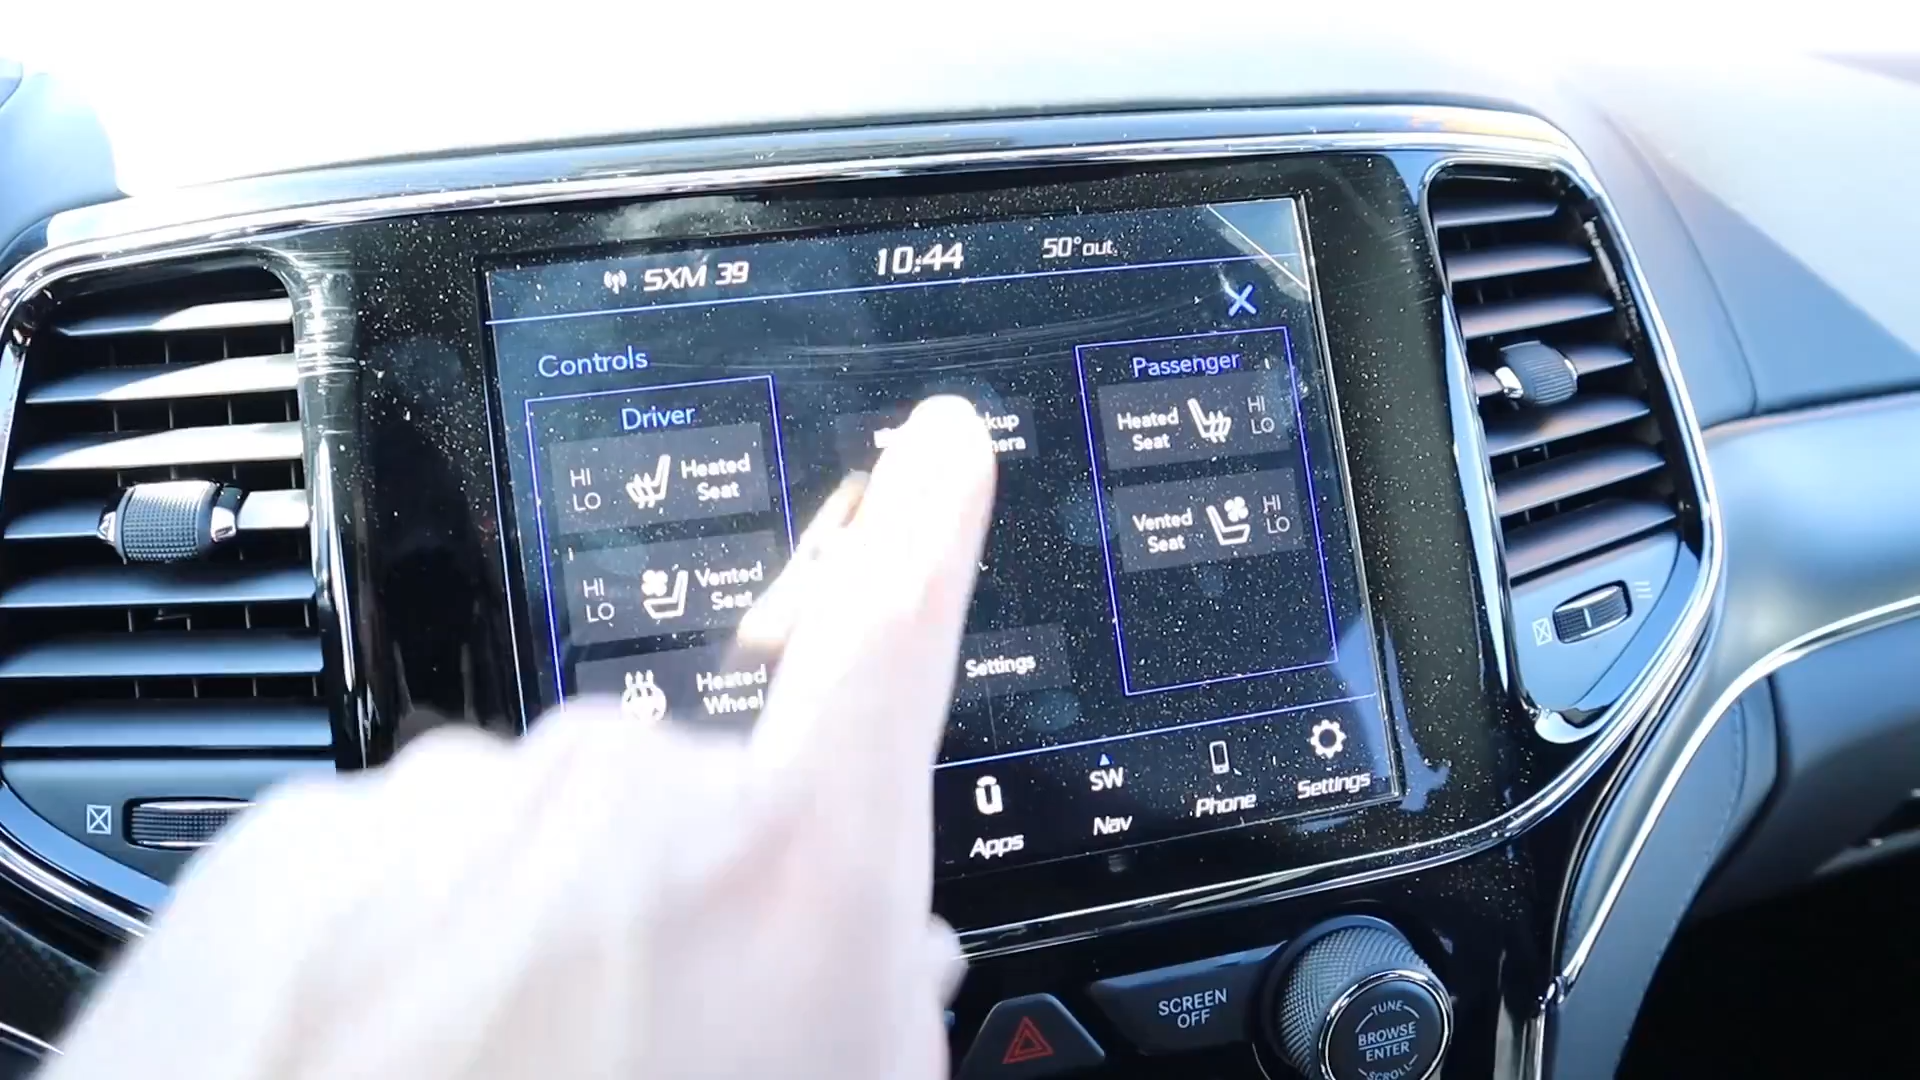 SXM 39
10:44
50° out
Controls
Driver
HI
LO
Heated
Seat
HI
LO
Vented
Seat
Heated
Wheel
Settings
Passenger
Heated
Seat
HI
LO
Vented
Seat
HI
LO
Apps
SW
Nav
Phone
Settings
SCREEN
OFF
TUNE
BROWSE
ENTER
SCROLL